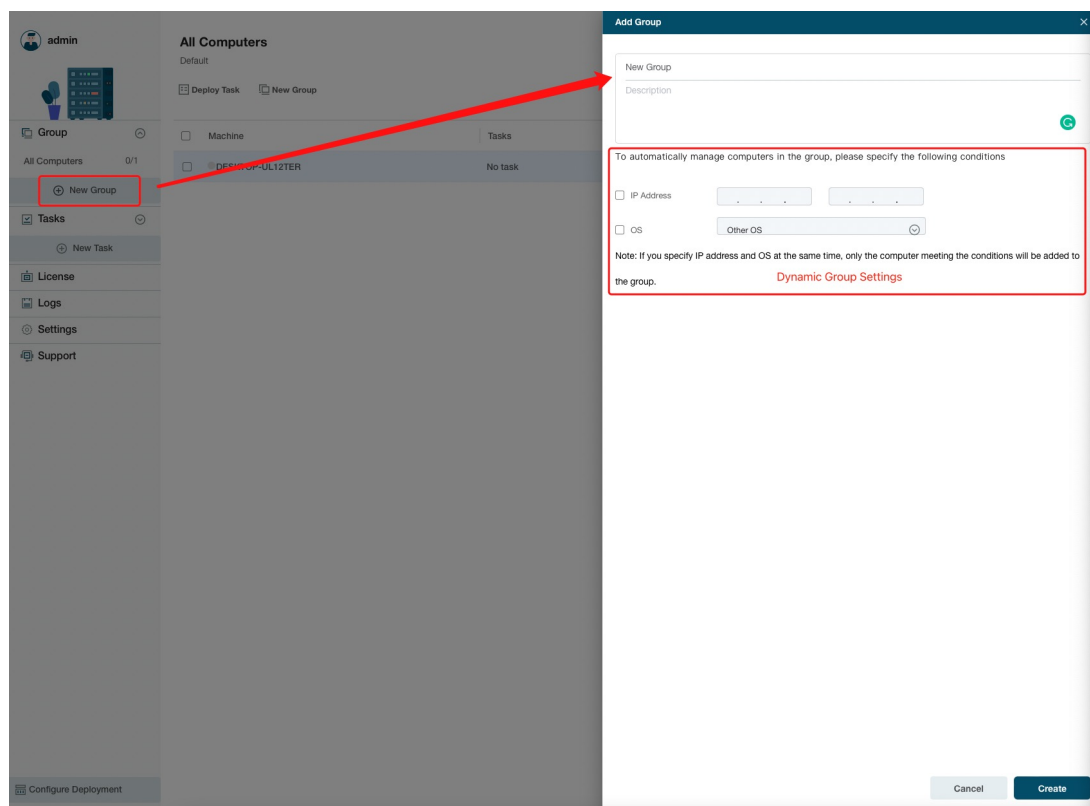 admin
Group
All Computers 0/1
New Group
Tasks
New Task
License
Logs
Settings
Support
Configure Deployment
All Computers
Default
Deploy Task New Group
Machine Tasks
DESKTOP-UL12TER No task
Add Group
New Group
Description
To automatically manage computers in the group, please specify the following conditions
IP Address . . . . . .
OS Other OS
Note: If you specify IP address and OS at the same time, only the computer meeting the conditions will be added to
the group.
Dynamic Group Settings
Cancel Create